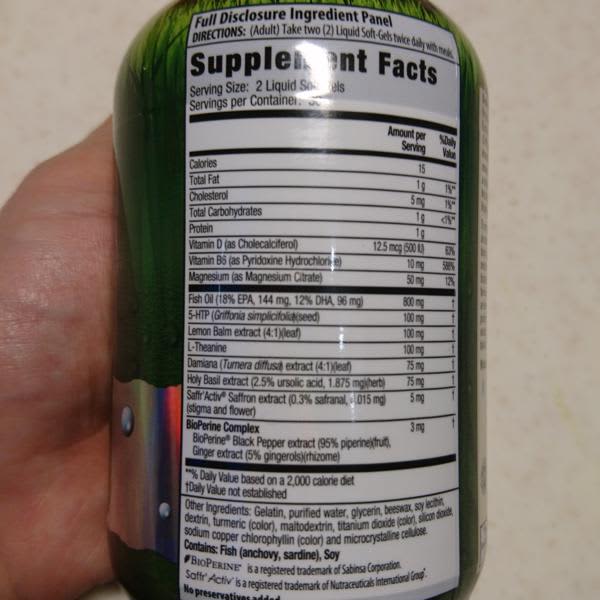 Full Disclosure Ingredient Panel
DIRECTIONS: (Adult) Take two (2) Liquid Soft-Gels twice daily with meals.
Supplement Facts
Serving Size: 2 Liquid Soft-Gels
Servings per Container:
Amount per Serving %Daily Value
Calories 15
Total Fat 1 g 1%**
Cholesterol 5 mg 1%**
Total Carbohydrates 1 g <1%**
Protein 1 g
Vitamin D (as Cholecalciferol) 12.5 mcg (500 IU) 63%
Vitamin B6 (as Pyridoxine Hydrochloride) 10 mg 588%
Magnesium (as Magnesium Citrate) 50 mg 12%
Fish Oil (18% EPA, 144 mg, 12% DHA, 96 mg) 800 mg †
5-HTP (Griffonia simplicifolia)(seed) 100 mg †
Lemon Balm extract (4:1)(leaf) 100 mg †
L-Theanine 100 mg †
Damiana (Turnera diffusa) extract (4:1)(leaf) 75 mg †
Holy Basil extract (2.5% ursolic acid, 1.875 mg)(herb) 75 mg †
Saffr'Activ® Saffron extract (0.3% safranal, .015 mg) 5 mg †
(stigma and flower)
BioPerine Complex 3 mg †
BioPerine® Black Pepper extract (95% piperine)(fruit),
Ginger extract (5% gingerols)(rhizome)
**% Daily Value based on a 2,000 calorie diet
†Daily Value not established
Other Ingredients: Gelatin, purified water, glycerin, beeswax, soy lecithin,
dextrin, turmeric (color), maltodextrin, titanium dioxide (color), silicon dioxide,
sodium copper chlorophyllin (color) and microcrystalline cellulose.
Contains: Fish (anchovy, sardine), Soy
BIOPERINE® is a registered trademark of Sabinsa Corporation.
Saffr'Activ® is a registered trademark of Nutraceuticals International Group.
No preservatives added